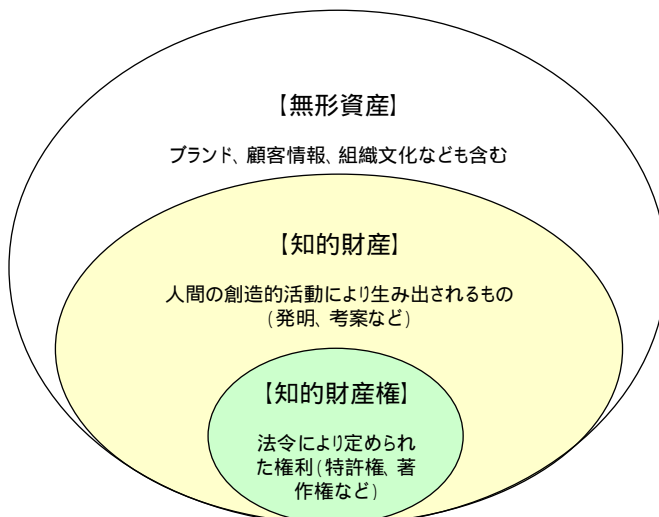 【無形資産】
ブランド、顧客情報、組織文化なども含む
【知的財産】
人間の創造的活動により生み出されるもの
(発明、考案など)
【知的財産権】
法令により定められ
た権利(特許権、著
作権など)